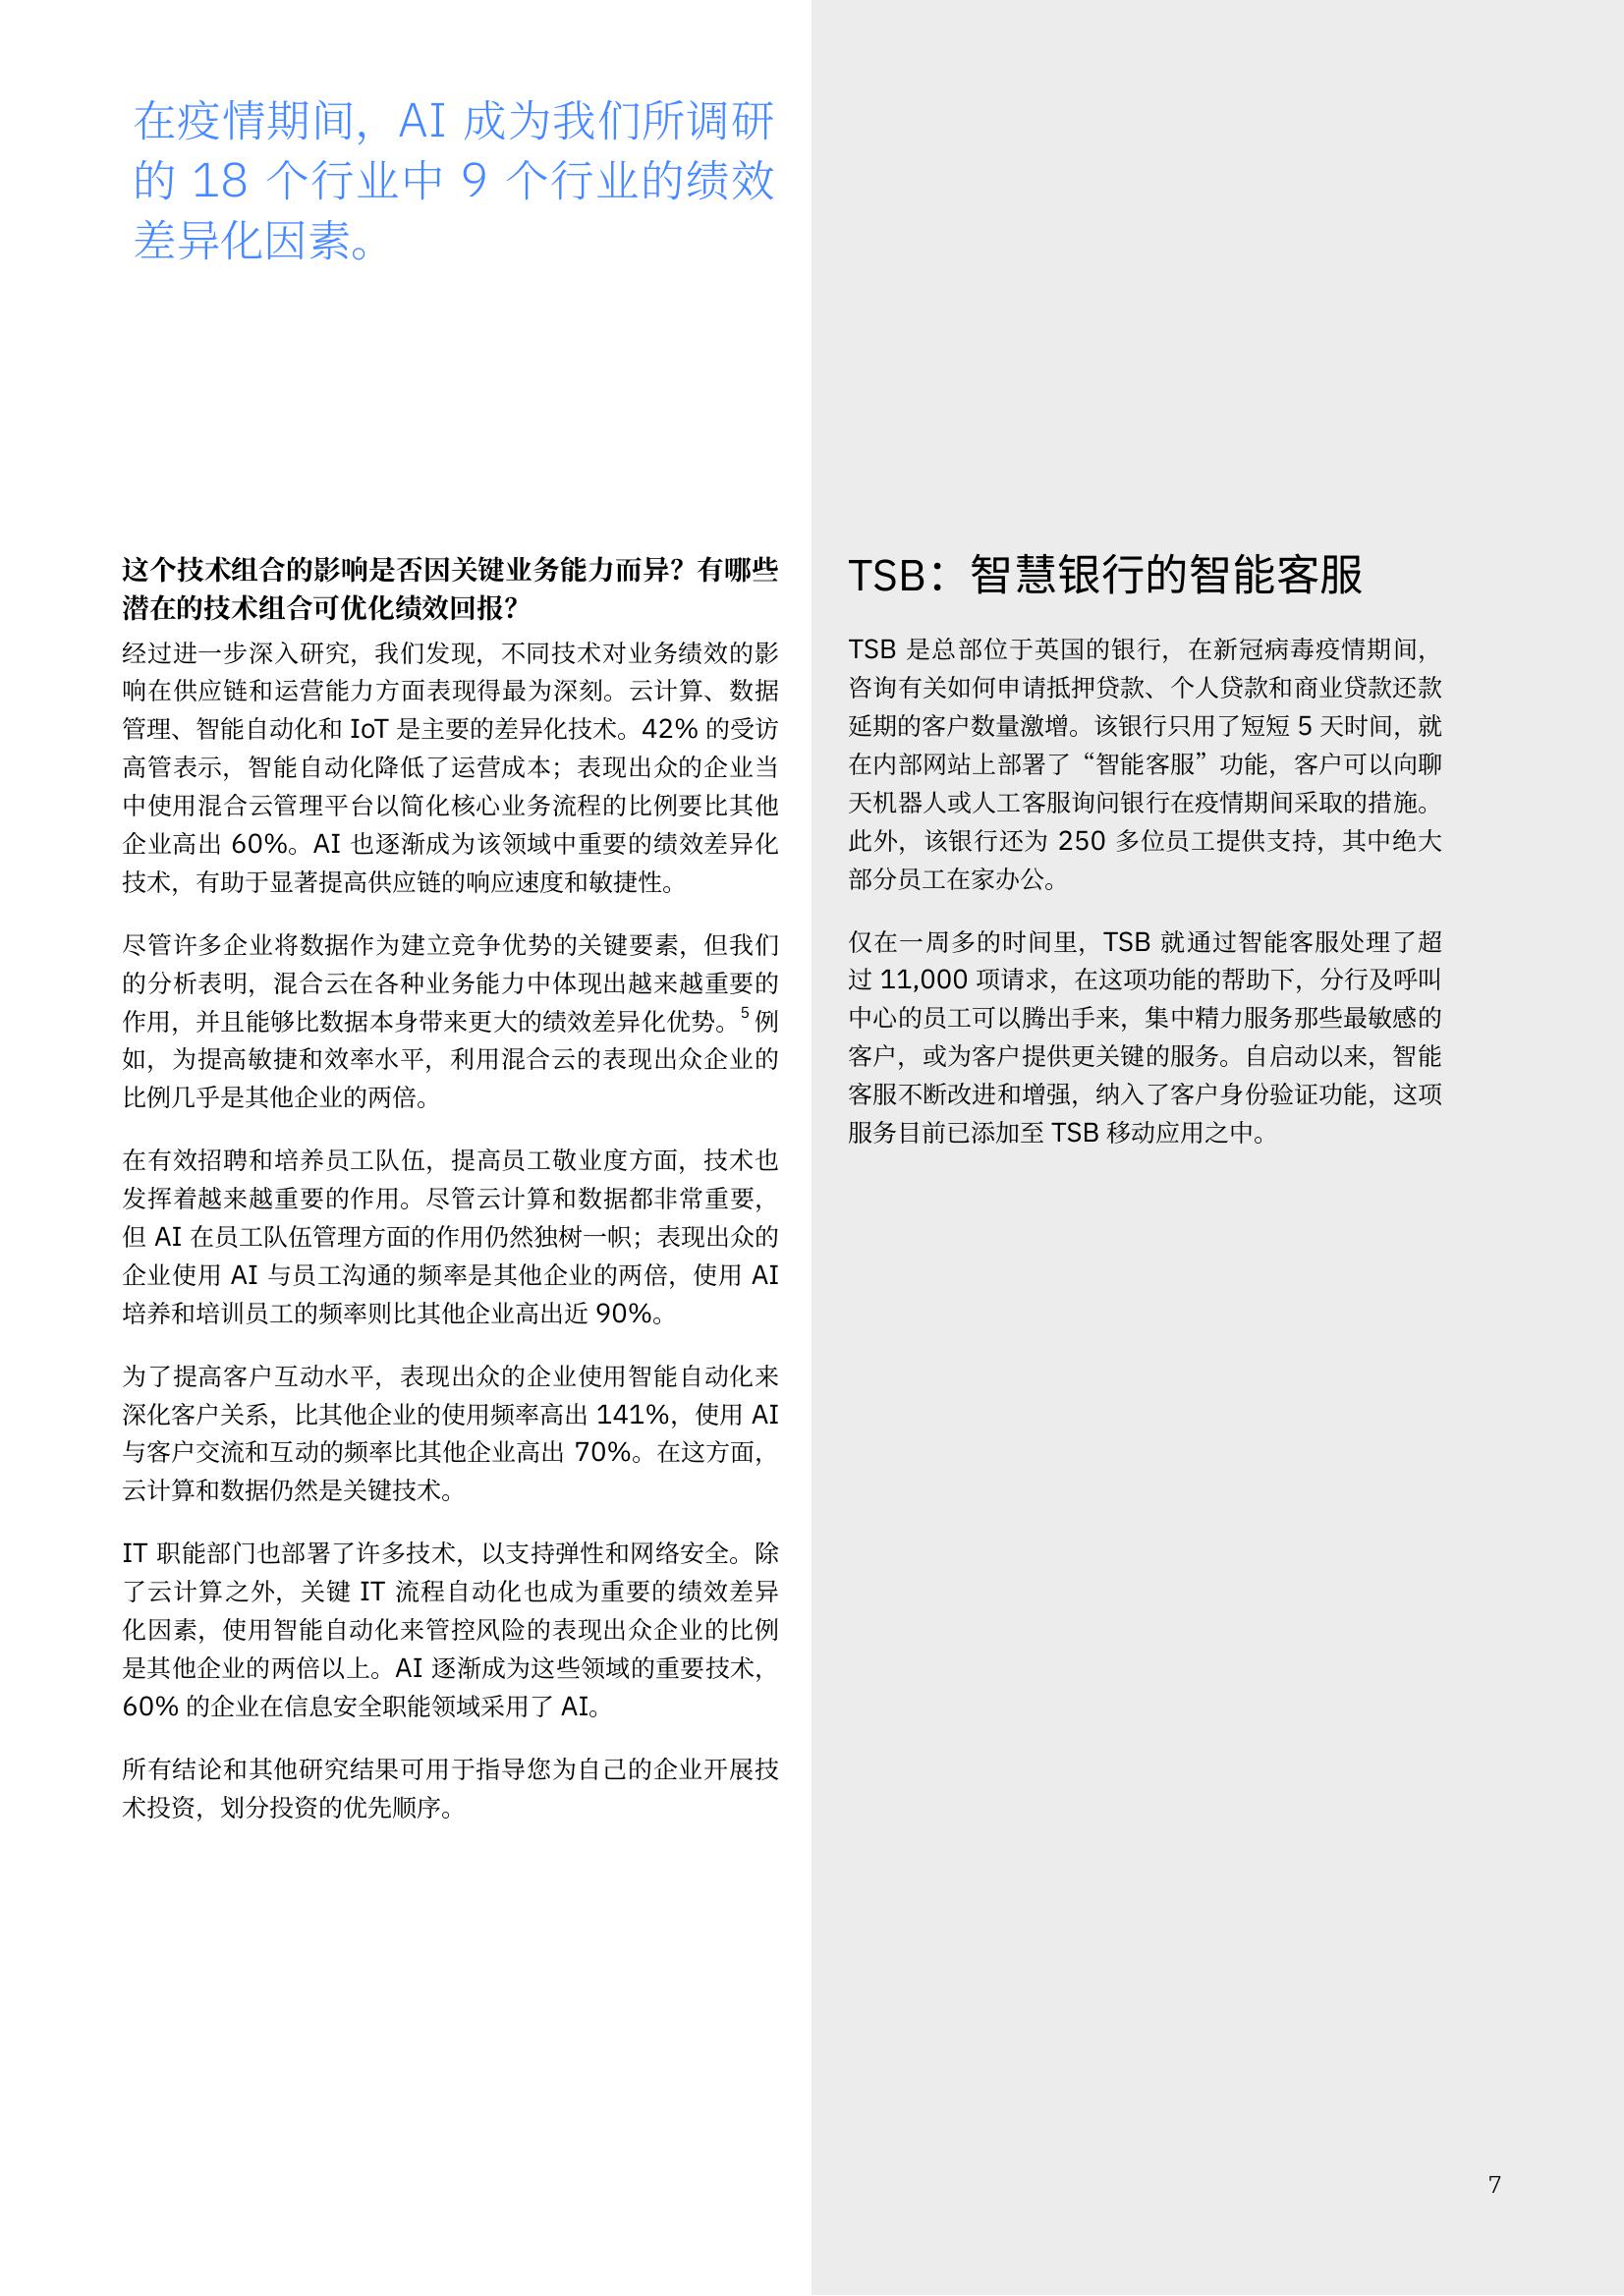 在疫情期间，AI 成为我们所调研
的 18 个行业中 9 个行业的绩效
差异化因素。
这个技术组合的影响是否因关键业务能力而异？有哪些
潜在的技术组合可优化绩效回报？
经过进一步深入研究，我们发现，不同技术对业务绩效的影
响在供应链和运营能力方面表现得最为深刻。云计算、数据
管理、智能自动化和 IoT 是主要的差异化技术。42% 的受访
高管表示，智能自动化降低了运营成本；表现出众的企业当
中使用混合云管理平台以简化核心业务流程的比例要比其他
企业高出 60%。AI 也逐渐成为该领域中重要的绩效差异化
技术，有助于显著提高供应链的响应速度和敏捷性。
尽管许多企业将数据作为建立竞争优势的关键要素，但我们
的分析表明，混合云在各种业务能力中体现出越来越重要的
作用，并且能够比数据本身带来更大的绩效差异化优势。⁵ 例
如，为提高敏捷和效率水平，利用混合云的表现出众企业的
比例几乎是其他企业的两倍。
在有效招聘和培养员工队伍，提高员工敬业度方面，技术也
发挥着越来越重要的作用。尽管云计算和数据都非常重要，
但 AI 在员工队伍管理方面的作用仍然独树一帜；表现出众的
企业使用 AI 与员工沟通的频率是其他企业的两倍，使用 AI
培养和培训员工的频率则比其他企业高出近 90%。
为了提高客户互动水平，表现出众的企业使用智能自动化来
深化客户关系，比其他企业的使用频率高出 141%，使用 AI
与客户交流和互动的频率比其他企业高出 70%。在这方面，
云计算和数据仍然是关键技术。
IT 职能部门也部署了许多技术，以支持弹性和网络安全。除
了云计算之外，关键 IT 流程自动化也成为重要的绩效差异
化因素，使用智能自动化来管控风险的表现出众企业的比例
是其他企业的两倍以上。AI 逐渐成为这些领域的重要技术，
60% 的企业在信息安全职能领域采用了 AI。
所有结论和其他研究结果可用于指导您为自己的企业开展技
术投资，划分投资的优先顺序。
TSB：智慧银行的智能客服
TSB 是总部位于英国的银行，在新冠病毒疫情期间，
咨询有关如何申请抵押贷款、个人贷款和商业贷款还款
延期的客户数量激增。该银行只用了短短 5 天时间，就
在内部网站上部署了“智能客服”功能，客户可以向聊
天机器人或人工客服询问银行在疫情期间采取的措施。
此外，该银行还为 250 多位员工提供支持，其中绝大
部分员工在家办公。
仅在一周多的时间里，TSB 就通过智能客服处理了超
过 11,000 项请求，在这项功能的帮助下，分行及呼叫
中心的员工可以腾出手来，集中精力服务那些最敏感的
客户，或为客户提供更关键的服务。自启动以来，智能
客服不断改进和增强，纳入了客户身份验证功能，这项
服务目前已添加至 TSB 移动应用之中。
7